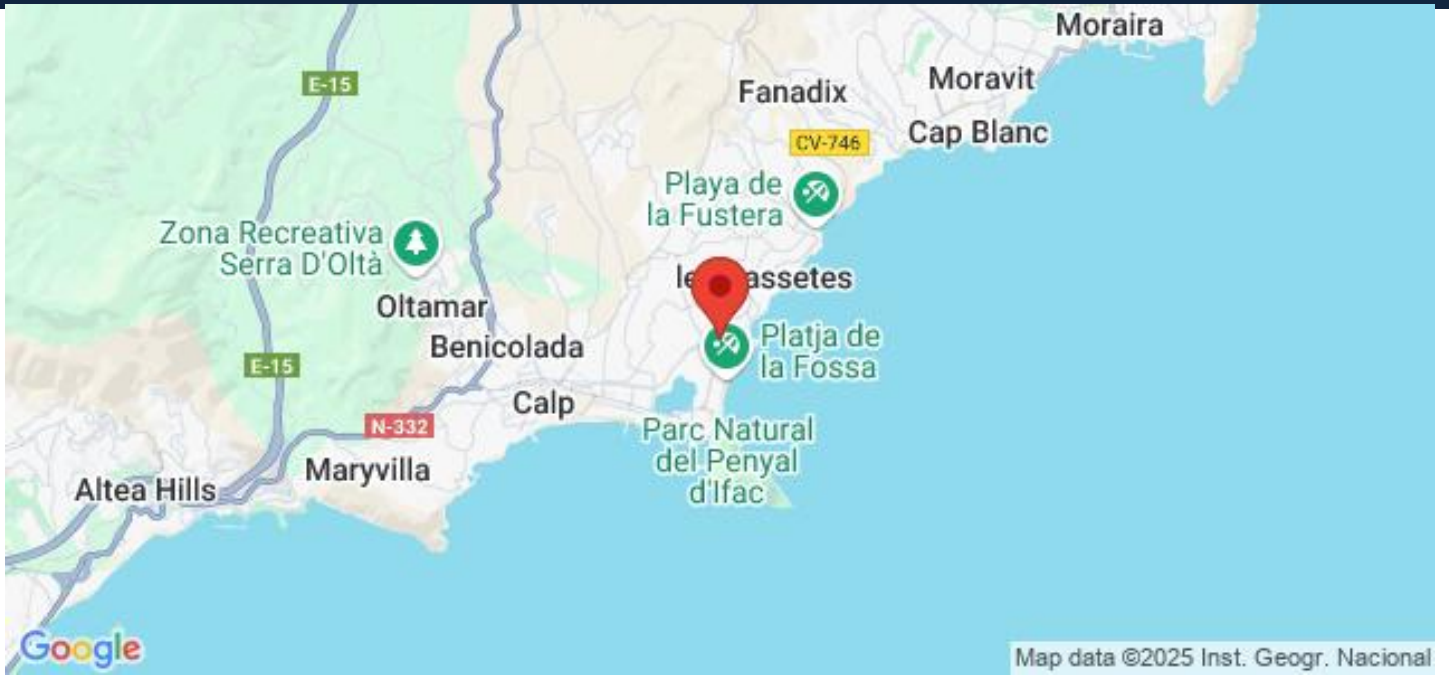 Moraira
Moravit
Fanadix
E-15
Cap Blanc
CV-746
Playa de
la Fustera
Zona Recreativa
Serra D'Oltà
le assetes
Oltamar
Platja de
la Fossa
Benicolada
E-15
Calp
N-332
Parc Natural
del Penyal
d'Ifac
Maryvilla
Altea Hills
Google
Map data ©2025 Inst. Geogr. Nacional